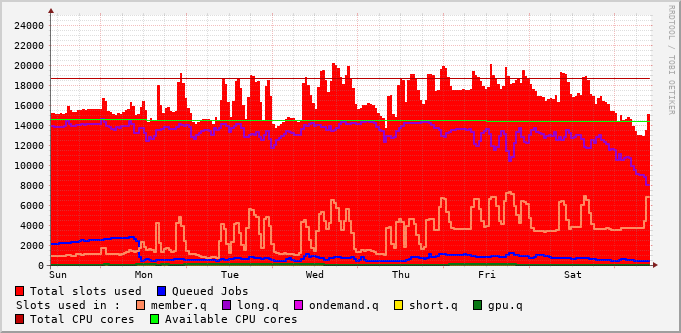 24000
22000
20000
18000
16000
14000
12000
10000
8000
6000
4000
2000
0
Sun Mon Tue Wed Thu Fri Sat
RRDTOOL / TOBI OETIKER
Total slots used Queued Jobs
Slots used in : member.q long.q ondemand.q short.q gpu.q
Total CPU cores Available CPU cores